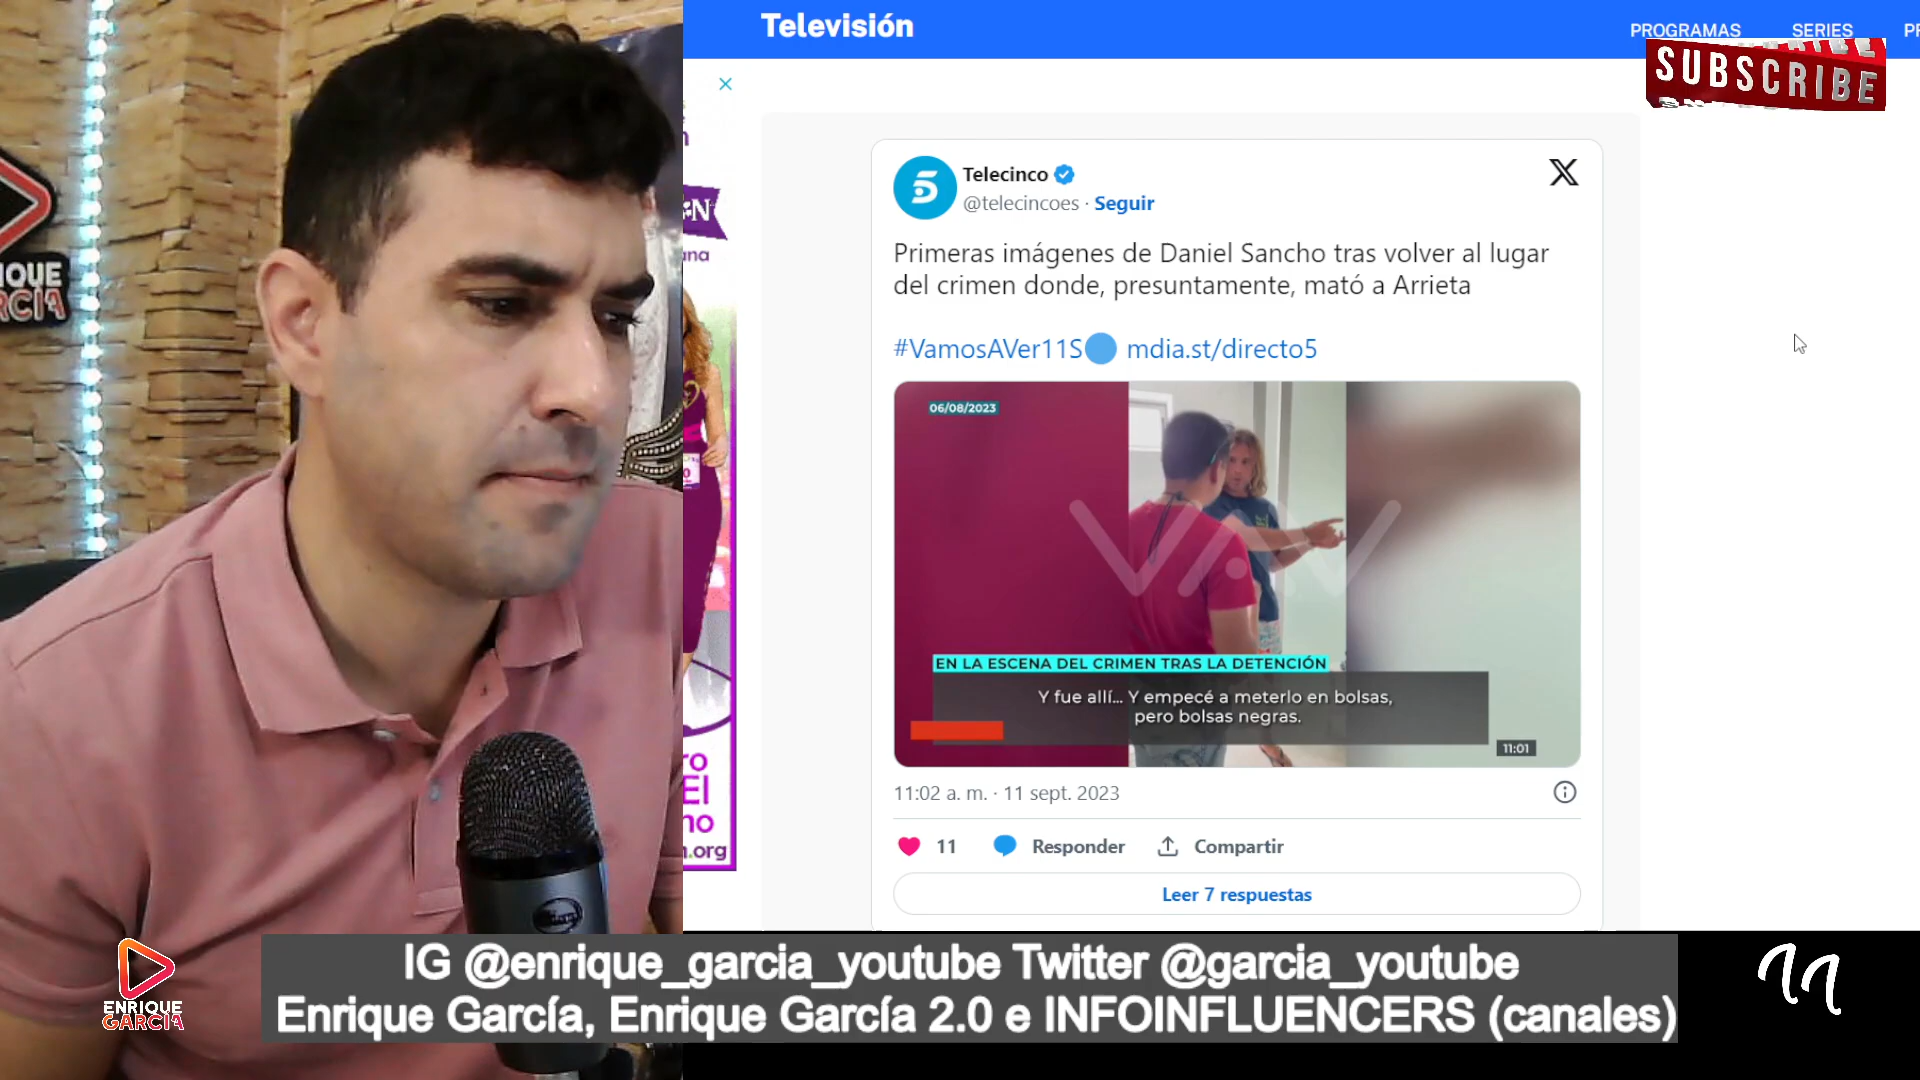 Televisión
PROGRAMAS
SERIES
SUBSCRIBE
Telecinco
@telecincoes · Seguir
Primeras imágenes de Daniel Sancho tras volver al lugar
del crimen donde, presuntamente, mató a Arrieta
#VamosAVer11S mdia.st/directo5
06/08/2023
VAV
EN LA ESCENA DEL CRIMEN TRAS LA DETENCIÓN
Y fue allí... Y empecé a meterlo en bolsas,
pero bolsas negras.
11:01
11:02 a. m. · 11 sept. 2023
11
Responder
Compartir
Leer 7 respuestas
.org
ENRIQUE
GARCÍA
IG @enrique_garcia_youtube Twitter @garcia_youtube
Enrique García, Enrique García 2.0 e INFOINFLUENCERS (canales)